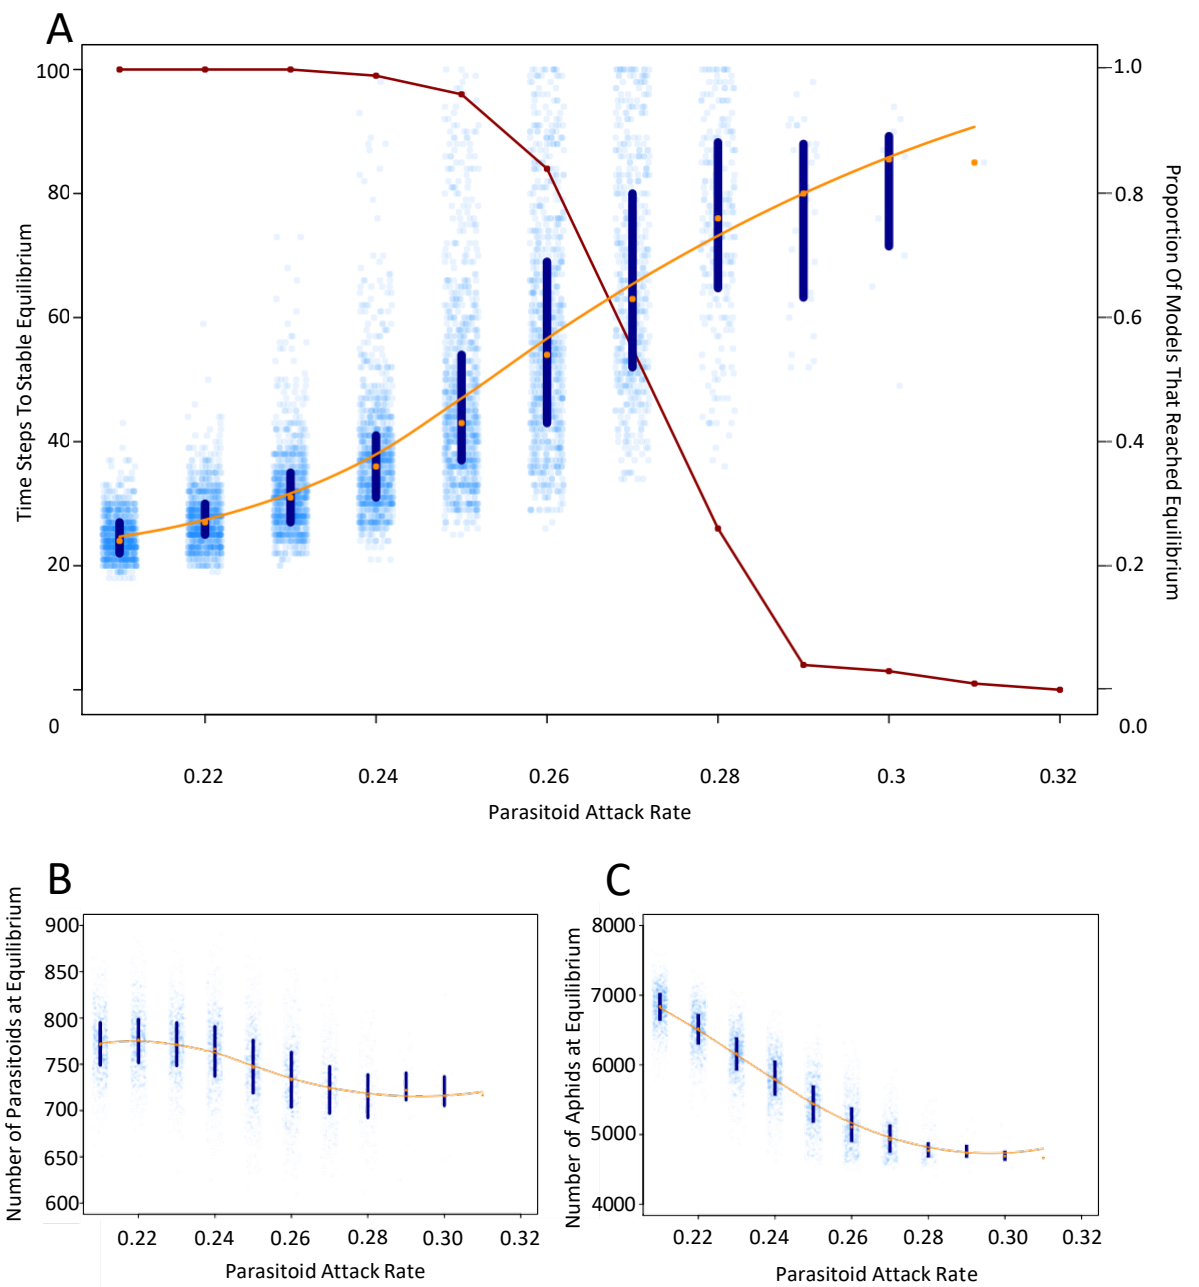 A
100
80
60
40
20
0
Time Steps To Stable Equilibrium
1.0
0.8
0.6
0.4
0.2
0.0
Proportion Of Models That Reached Equilibrium
0.22 0.24 0.26 0.28 0.3 0.32
Parasitoid Attack Rate
B
900
850
800
750
700
650
600
Number of Parasitoids at Equilibrium
0.22 0.24 0.26 0.28 0.30 0.32
Parasitoid Attack Rate
C
8000
7000
6000
5000
4000
Number of Aphids at Equilibrium
0.22 0.24 0.26 0.28 0.30 0.32
Parasitoid Attack Rate